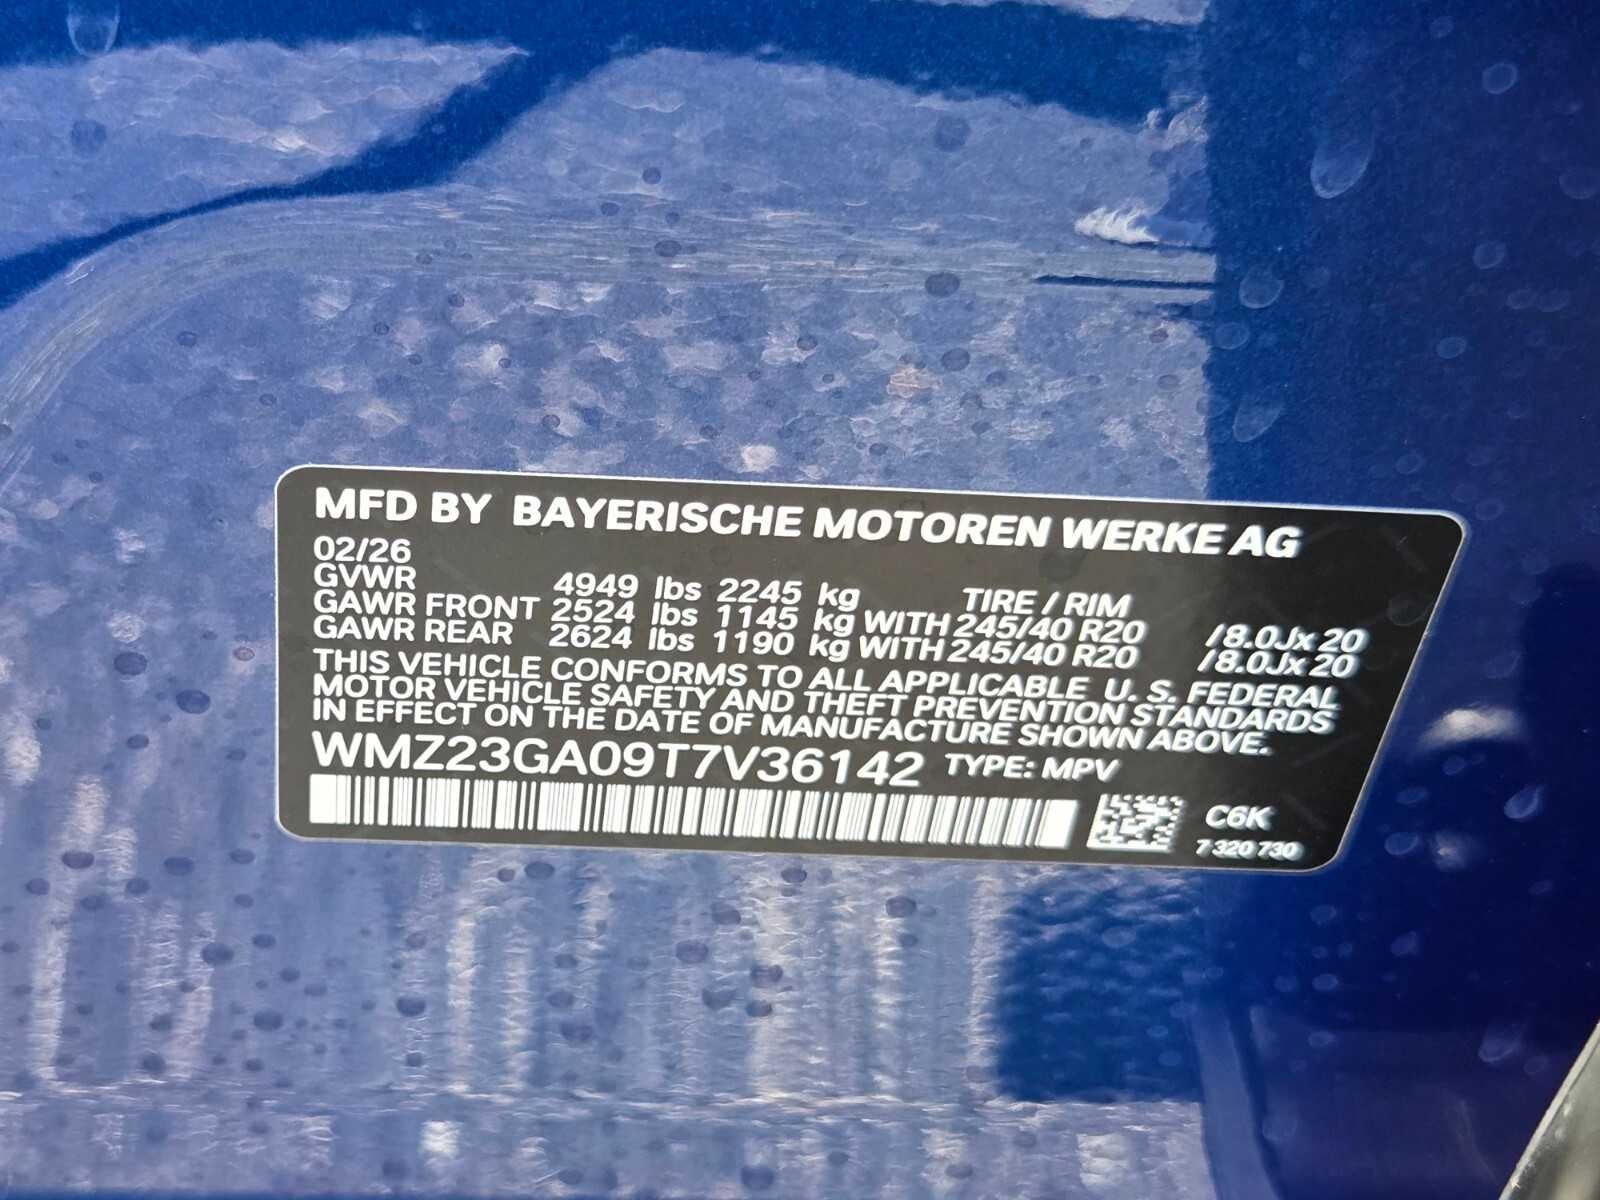 MFD BY BAYERISCHE MOTOREN WERKE AG
02/26
GVWR 4949 lbs 2245 kg TIRE / RIM
GAWR FRONT 2524 lbs 1145 kg WITH 245/40 R20 /8.0Jx 20
GAWR REAR 2624 lbs 1190 kg WITH 245/40 R20 /8.0Jx 20
THIS VEHICLE CONFORMS TO ALL APPLICABLE U. S. FEDERAL
MOTOR VEHICLE SAFETY AND THEFT PREVENTION STANDARDS
IN EFFECT ON THE DATE OF MANUFACTURE SHOWN ABOVE.
WMZ23GA09T7V36142 TYPE: MPV
C6K
7 320 730